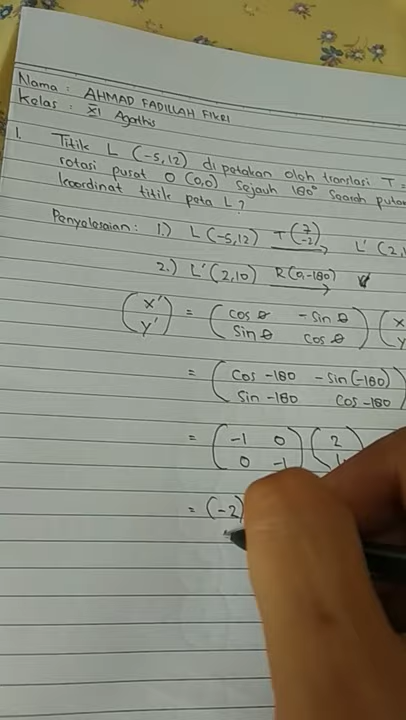 Nama : AHMAD FADILLAH FIKRI
Kelas : XI Agathis
1. Titik L (-5,12) dipetakan oleh translasi T =
rotasi pusat O (0,0) sejauh 180° searah putar
koordinat titik peta L?
Penyelesaian : 1.) L(-5,12) T(7 -2) L'(2,1
2.) L'(2,10) R(0,-180)
(x' y') = (cos θ -sin θ sin θ cos θ) (x y
= (cos -180 -sin(-180) sin -180 cos -180)
= (-1 0 0 -1) (2
= (-2)